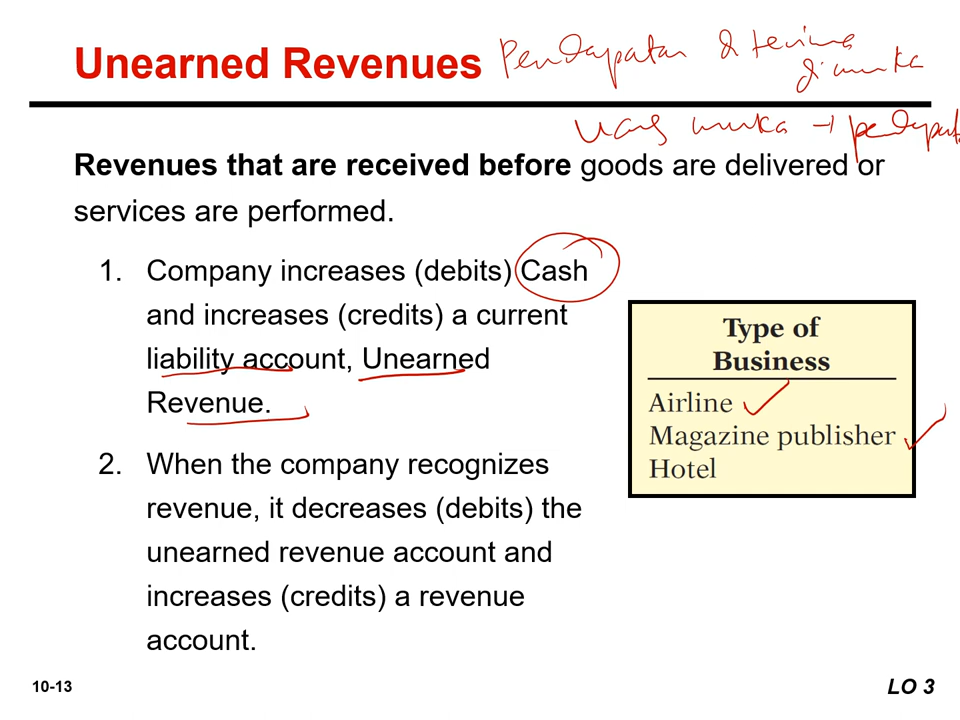 Unearned Revenues Pendapatan diterima
dimuka
Uang muka → pendapat
Revenues that are received before goods are delivered or
services are performed.
1. Company increases (debits) Cash
and increases (credits) a current
liability account, Unearned
Revenue.
2. When the company recognizes
revenue, it decreases (debits) the
unearned revenue account and
increases (credits) a revenue
account.
Type of
Business
Airline
Magazine publisher
Hotel
10-13
LO 3